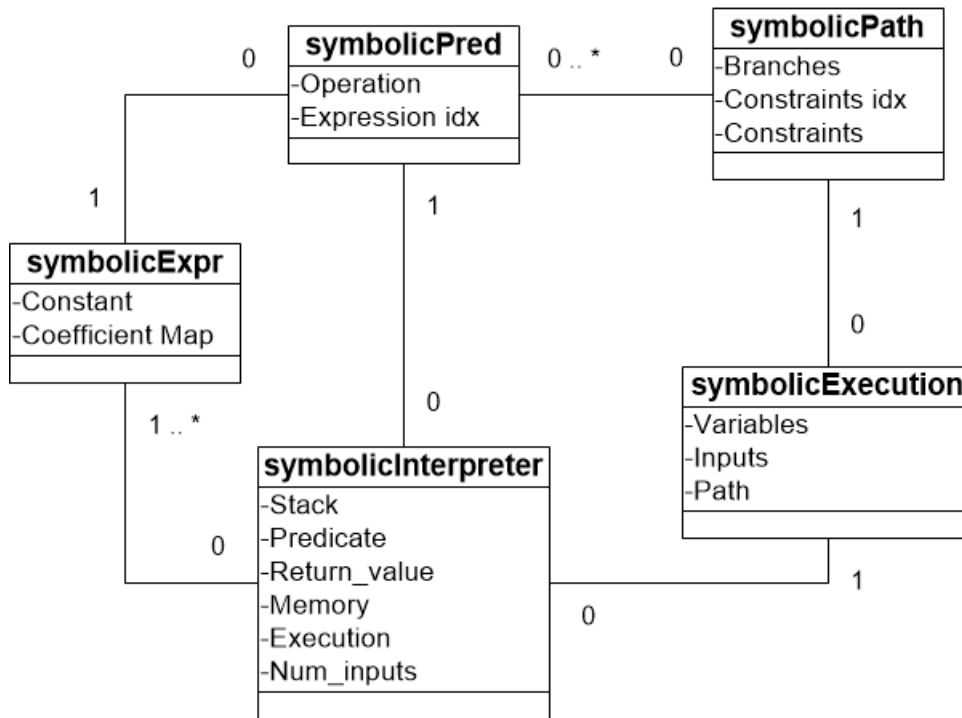 symbolicPred
-Operation
-Expression idx
symbolicPath
-Branches
-Constraints idx
-Constraints
0
0 .. *
0
1
1
1
symbolicExpr
-Constant
-Coefficient Map
0
symbolicExecution
-Variables
-Inputs
-Path
1 .. *
0
symbolicInterpreter
-Stack
-Predicate
-Return_value
-Memory
-Execution
-Num_inputs
0
0
1